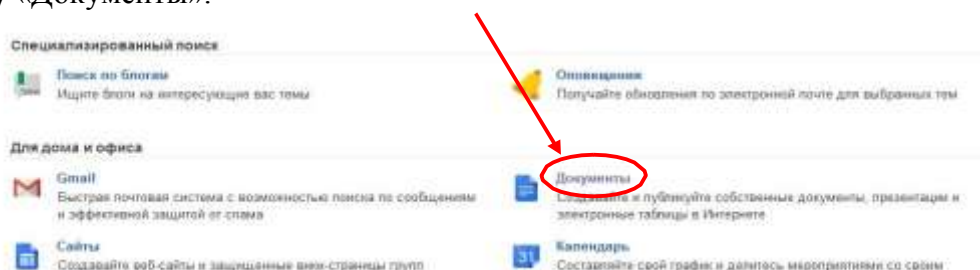 «Документы».
Специализированный поиск
Поиск по блогам
Ищите блоги на интересующие вас темы
Оповещения
Получайте обновления по электронной почте для выбранных тем
Для дома и офиса
Gmail
Быстрая почтовая система с возможностью поиска по сообщениям
и эффективной защитой от спама
Документы
Создавайте и публикуйте собственные документы, презентации и
электронные таблицы в Интернете
Сайты
Создавайте веб-сайты и защищенные вики-страницы групп
31
Календарь
Составляйте свой график и делитесь мероприятиями со своим